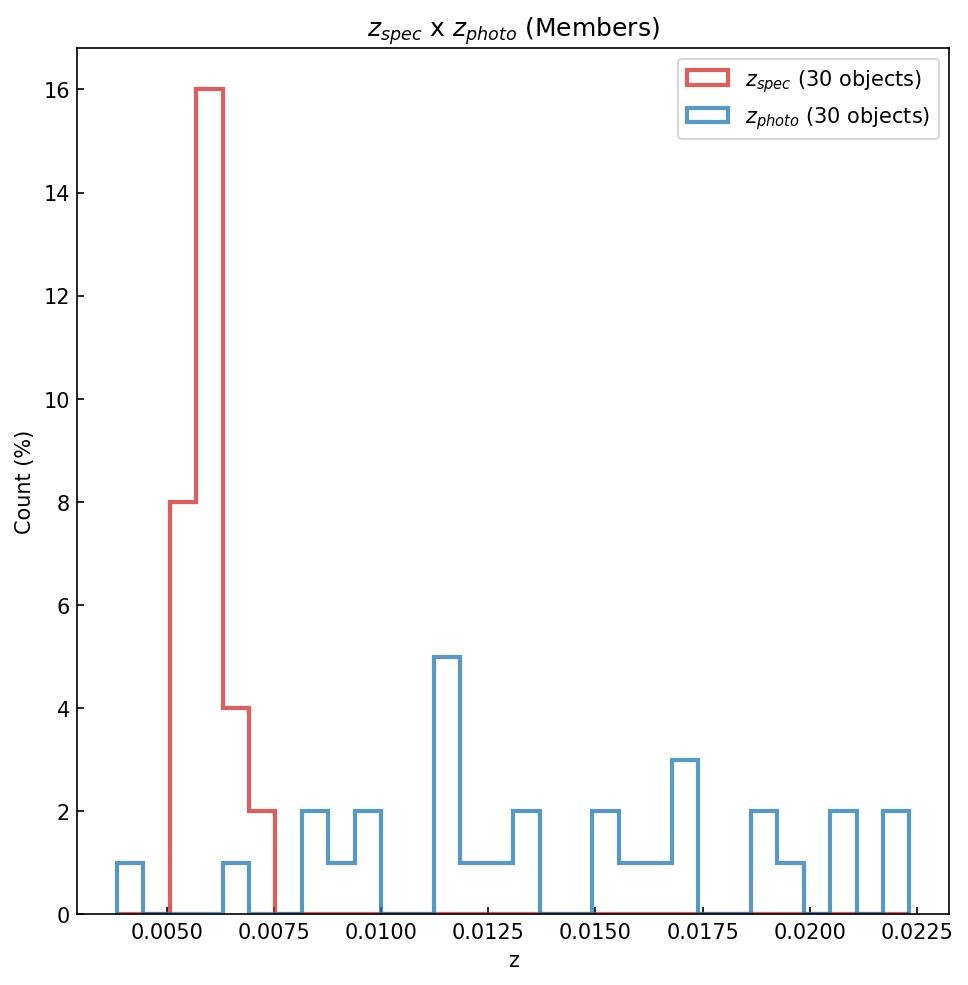 z_spec x z_photo (Members)
z_spec (30 objects)
z_photo (30 objects)
Count (%)
16
14
12
10
8
6
4
2
0
0.0050 0.0075 0.0100 0.0125 0.0150 0.0175 0.0200 0.0225
z